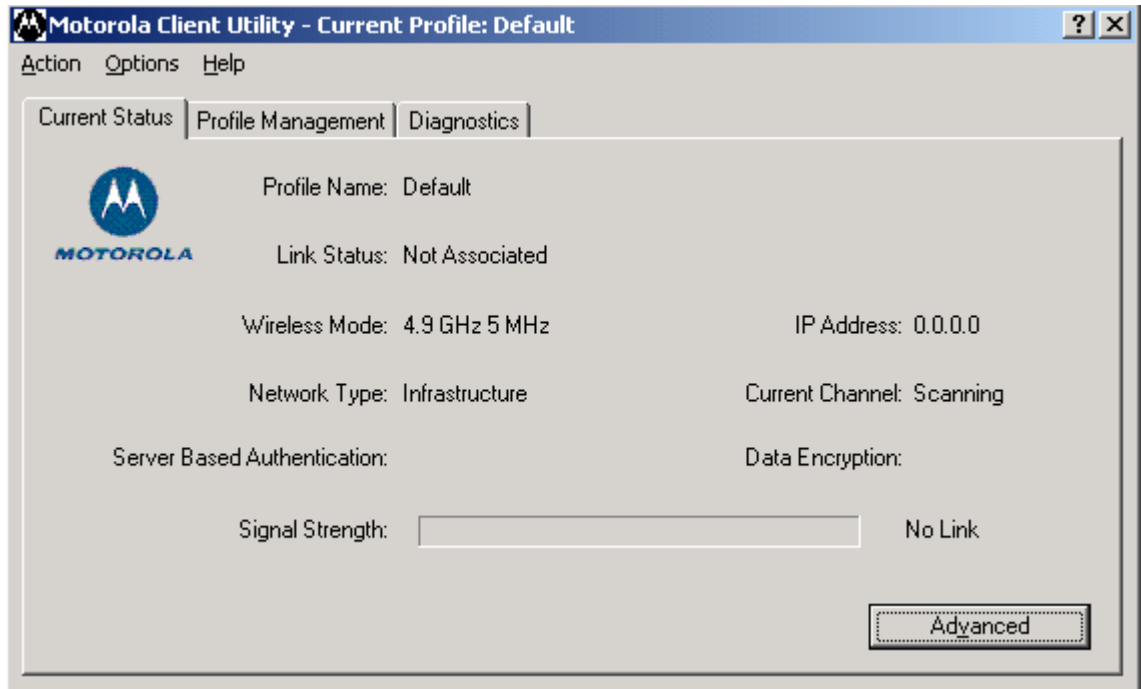 Motorola Client Utility - Current Profile: Default
Action Options Help
Current Status Profile Management Diagnostics
MOTOROLA
Profile Name: Default
Link Status: Not Associated
Wireless Mode: 4.9 GHz 5 MHz IP Address: 0.0.0.0
Network Type: Infrastructure Current Channel: Scanning
Server Based Authentication: Data Encryption:
Signal Strength: No Link
Advanced